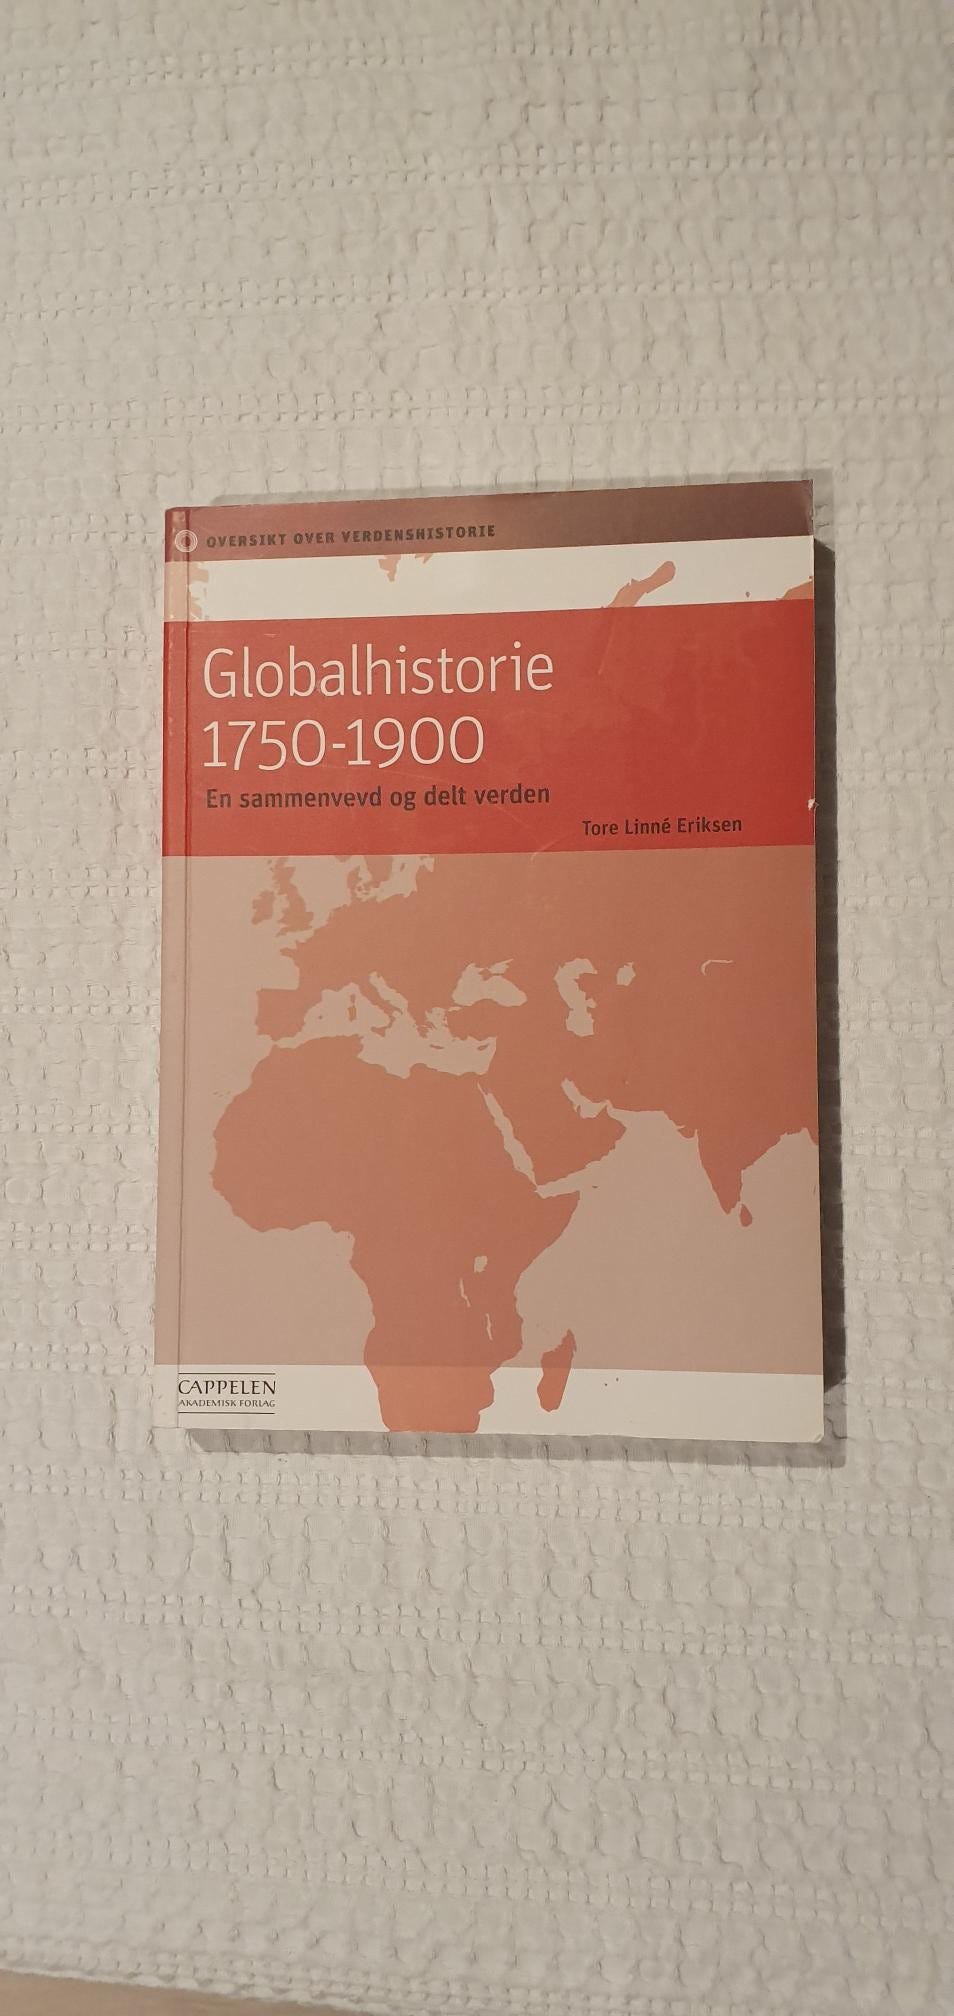 OVERSIKT OVER VERDENSHISTORIE
Globalhistorie
1750-1900
En sammenvevd og delt verden
Tore Linné Eriksen
CAPPELEN
AKADEMISK FORLAG